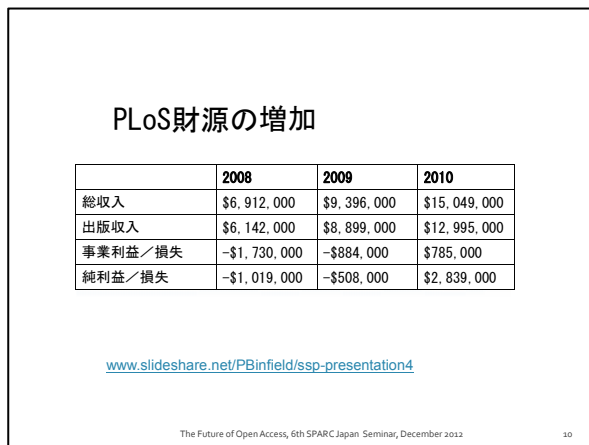 PLoS財源の増加
2008 2009 2010
総収入 $6,912,000 $9,396,000 $15,049,000
出版収入 $6,142,000 $8,899,000 $12,995,000
事業利益／損失 -$1,730,000 -$884,000 $785,000
純利益／損失 -$1,019,000 -$508,000 $2,839,000
www.slideshare.net/PBinfield/ssp-presentation4
The Future of Open Access, 6th SPARC Japan Seminar, December 2012 10